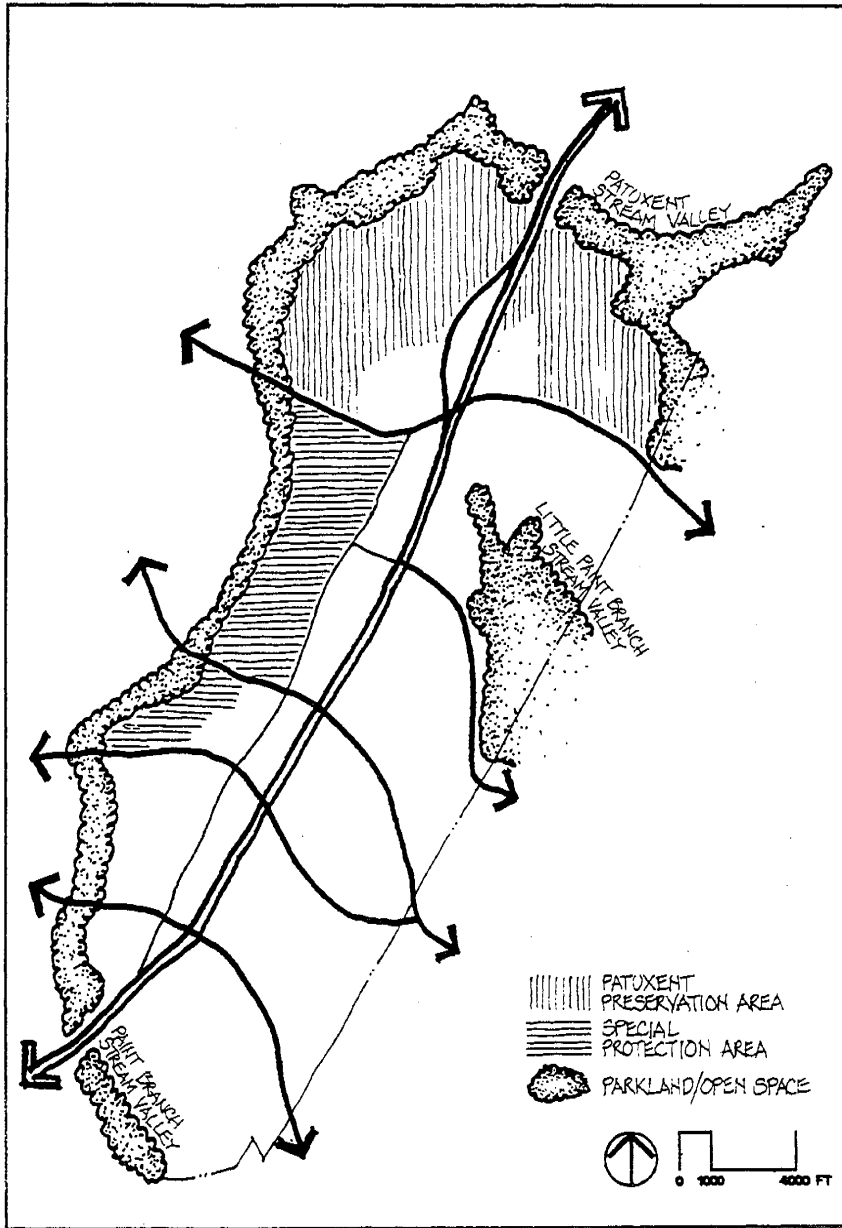 PATUXENT
STREAM VALLEY
LITTLE PAINT BRANCH
STREAM VALLEY
PAINT BRANCH
STREAM VALLEY
PATUXENT
PRESERVATION AREA
SPECIAL
PROTECTION AREA
PARKLAND/OPEN SPACE
0 1000 4000 FT